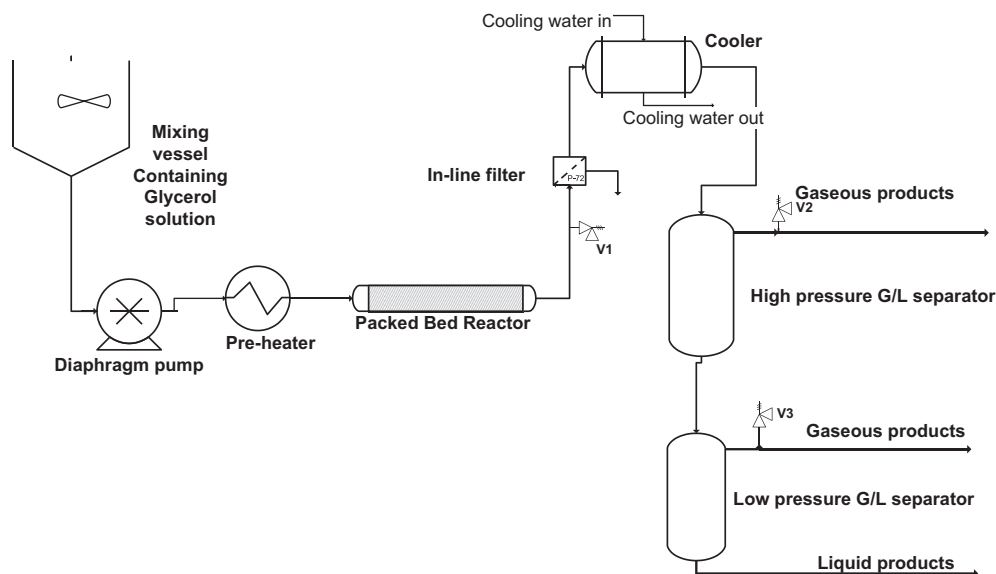 Cooling water in
Cooler
Cooling water out
Mixing
vessel
Containing
Glycerol
solution
In-line filter
P-72
V1
Gaseous products
V2
High pressure G/L separator
Packed Bed Reactor
Pre-heater
Diaphragm pump
V3
Gaseous products
Low pressure G/L separator
Liquid products